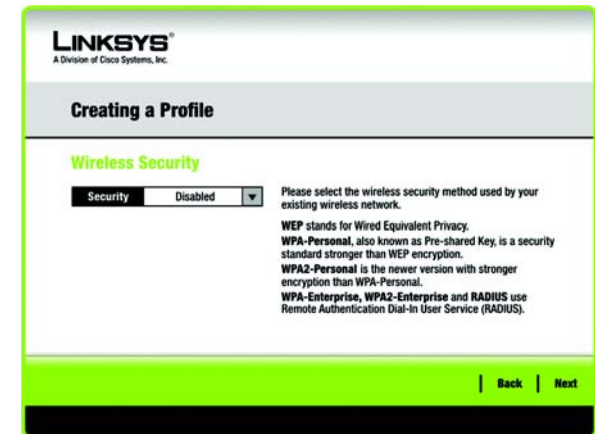 LINKSYS®
A Division of Cisco Systems, Inc.
Creating a Profile
Wireless Security
Security Disabled
Please select the wireless security method used by your
existing wireless network.
WEP stands for Wired Equivalent Privacy.
WPA-Personal, also known as Pre-shared Key, is a security
standard stronger than WEP encryption.
WPA2-Personal is the newer version with stronger
encryption than WPA-Personal.
WPA-Enterprise, WPA2-Enterprise and RADIUS use
Remote Authentication Dial-In User Service (RADIUS).
Back Next